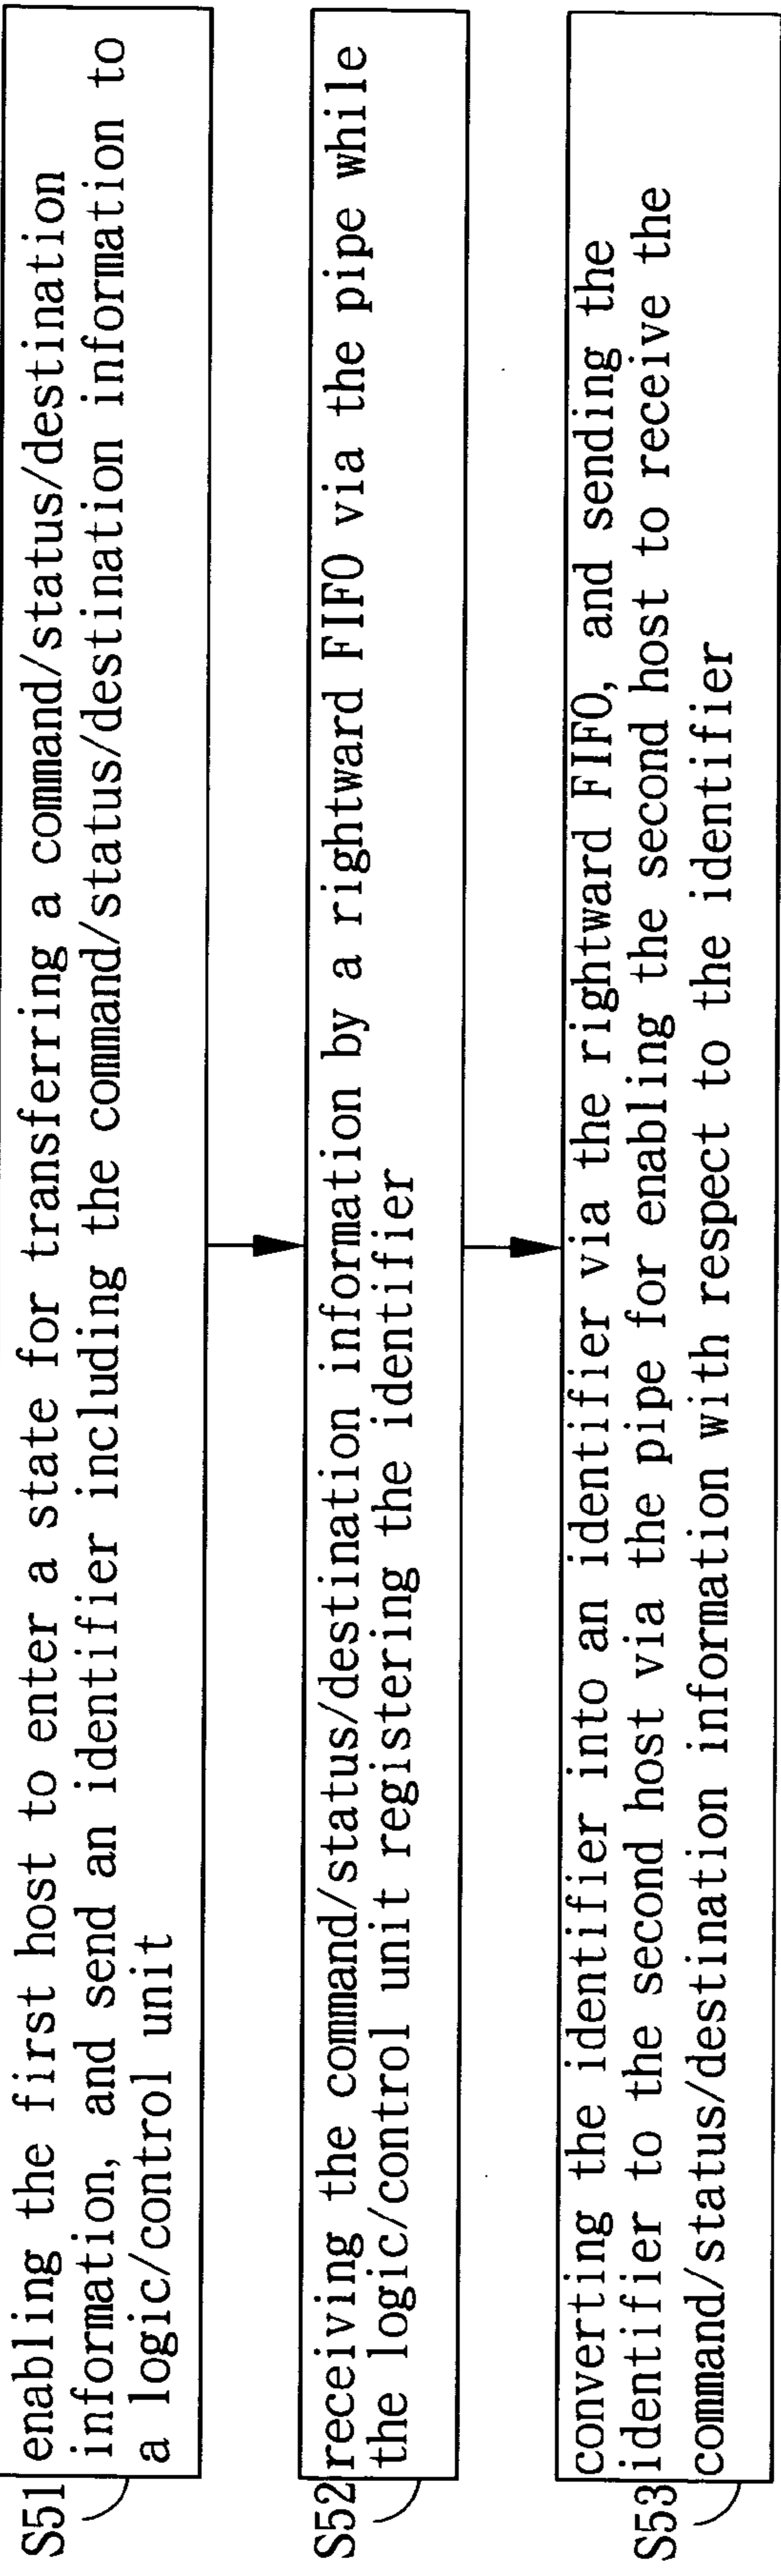 S51 enabling the first host to enter a state for transferring a command/status/destination
information, and send an identifier including the command/status/destination information to
a logic/control unit
S52 receiving the command/status/destination information by a rightward FIFO via the pipe while
the logic/control unit registering the identifier
S53 converting the identifier into an identifier via the rightward FIFO, and sending the
identifier to the second host via the pipe for enabling the second host to receive the
command/status/destination information with respect to the identifier